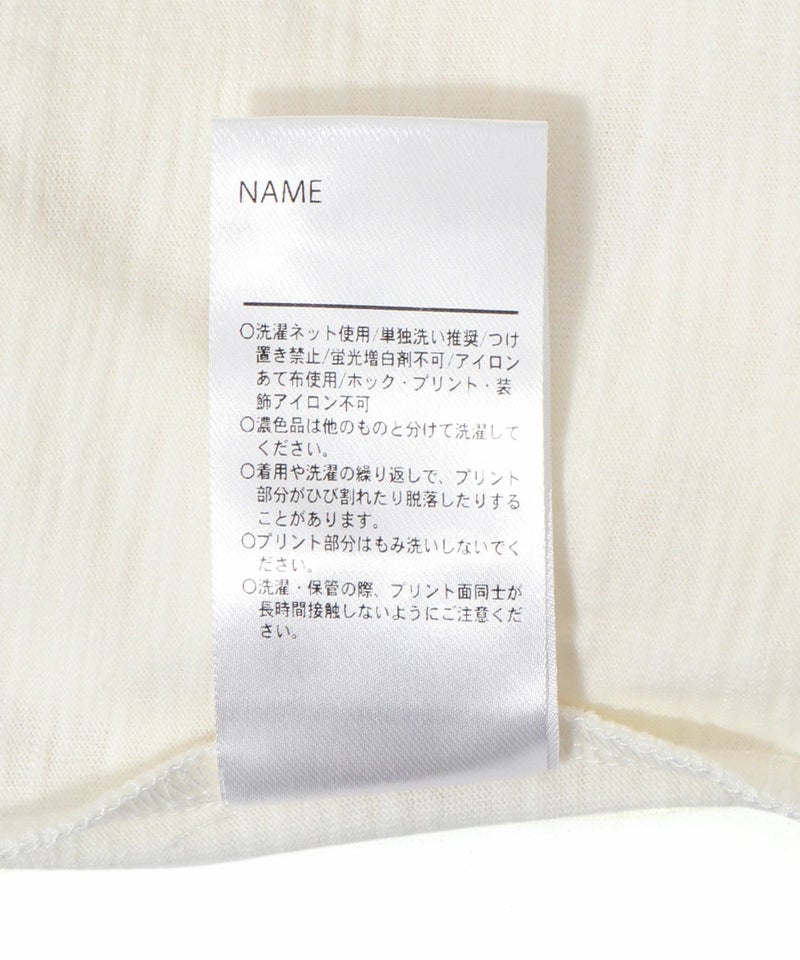 NAME
○洗濯ネット使用/単独洗い推奨/つけ
置き禁止/蛍光増白剤不可/アイロン
あて布使用/ホック・プリント・装
飾アイロン不可
○濃色品は他のものと分けて洗濯して
ください。
○着用や洗濯の繰り返しで、プリント
部分がひび割れたり脱落したりする
ことがあります。
○プリント部分はもみ洗いしないでく
ださい。
○洗濯・保管の際、プリント面同士が
長時間接触しないようにご注意くだ
さい。